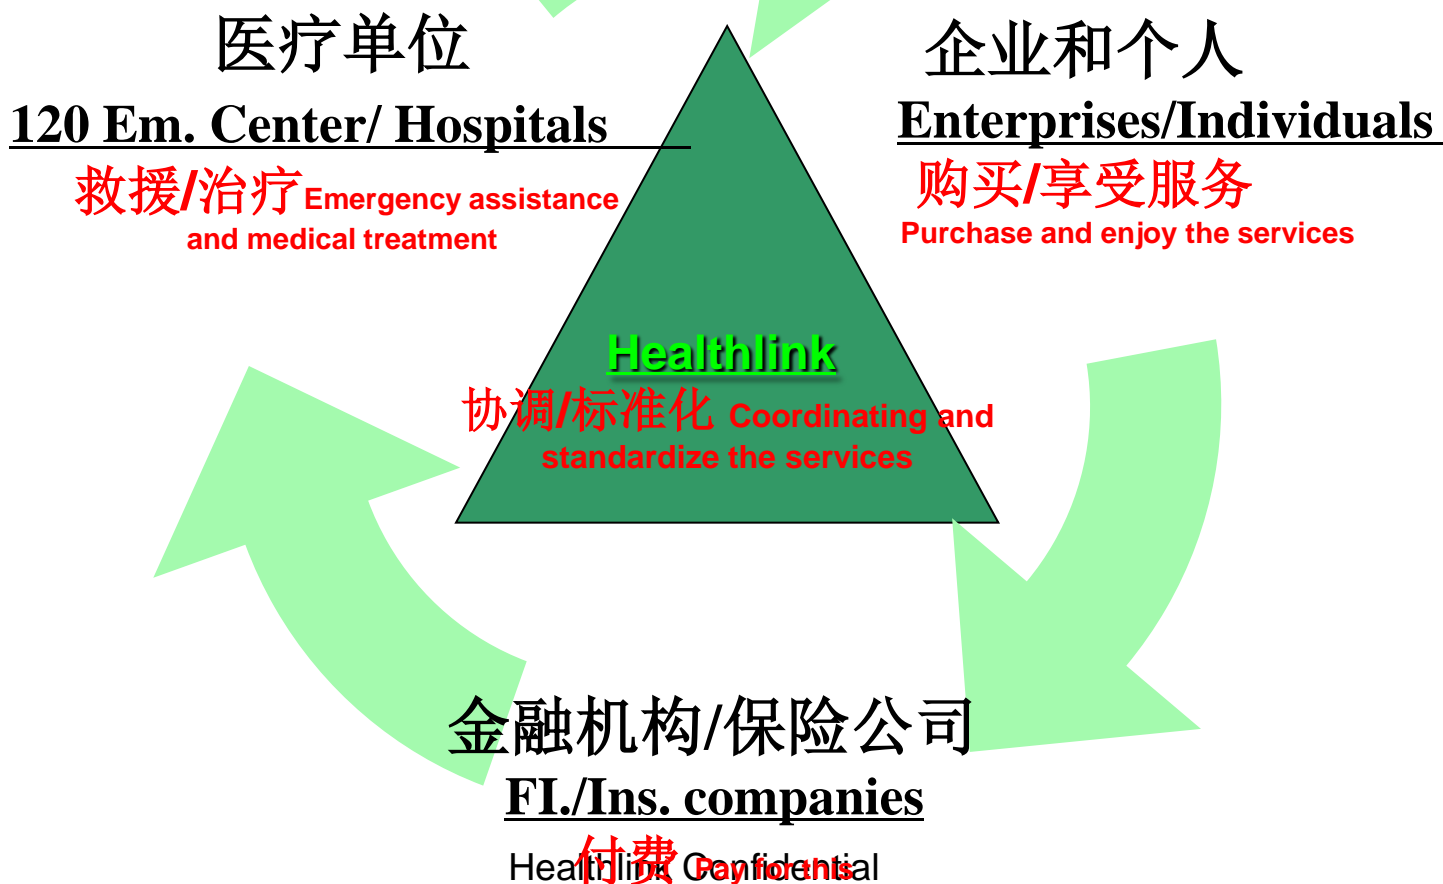 医疗单位
120 Em. Center/ Hospitals
救援/治疗 Emergency assistance
and medical treatment
企业和个人
Enterprises/Individuals
购买/享受服务
Purchase and enjoy the services
Healthlink
协调/标准化 Coordinating and
standardize the services
金融机构/保险公司
FI./Ins. companies
付费 Pay for this
Healthlink Confidential